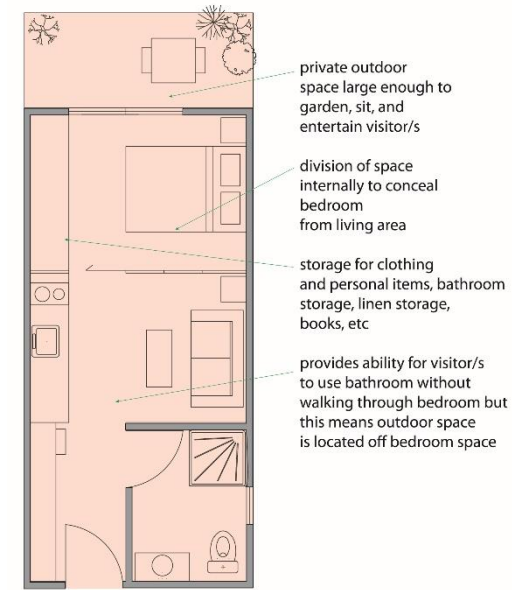 private outdoor
space large enough to
garden, sit, and
entertain visitor/s
division of space
internally to conceal
bedroom
from living area
storage for clothing
and personal items, bathroom
storage, linen storage,
books, etc
provides ability for visitor/s
to use bathroom without
walking through bedroom but
this means outdoor space
is located off bedroom space